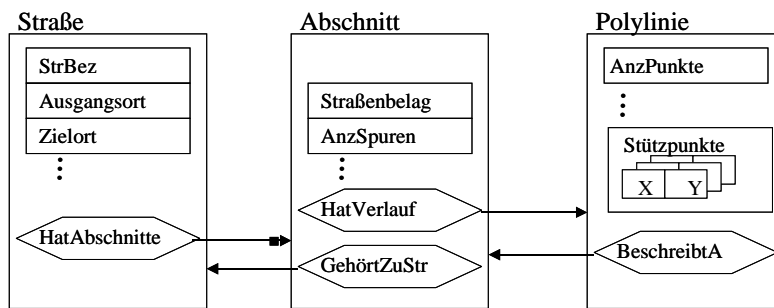 Straße
Abschnitt
Polylinie
StrBez
Ausgangsort
Zielort
HatAbschnitte
Straßenbelag
AnzSpuren
HatVerlauf
GehörtZuStr
AnzPunkte
Stützpunkte
X Y
BeschreibtA